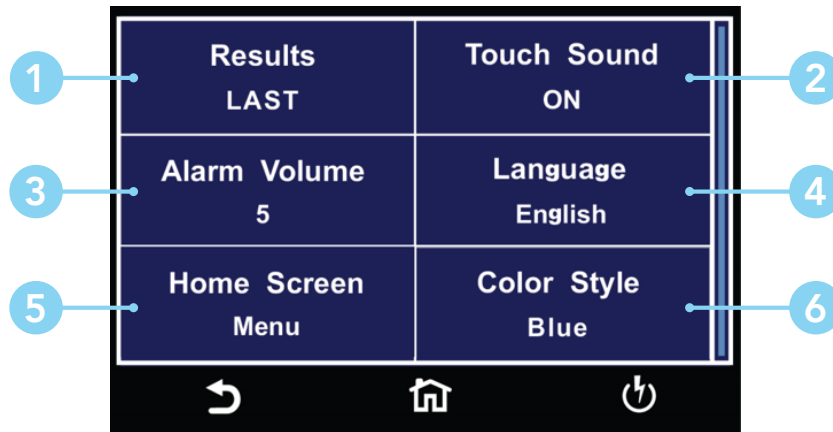 1
Results
LAST
Touch Sound
ON
2
3
Alarm Volume
5
Language
English
4
5
Home Screen
Menu
Color Style
Blue
6